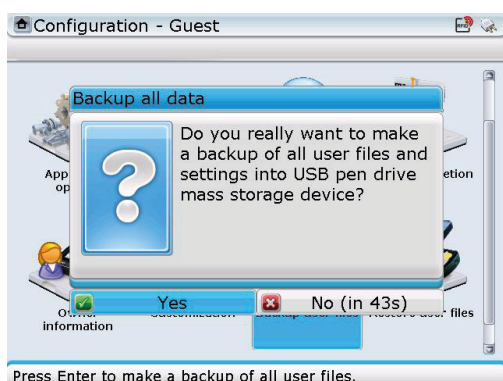 Configuration - Guest
Backup all data
Do you really want to make
a backup of all user files and
settings into USB pen drive
mass storage device?
Yes
No (in 43s)
information
files
Press Enter to make a backup of all user files.